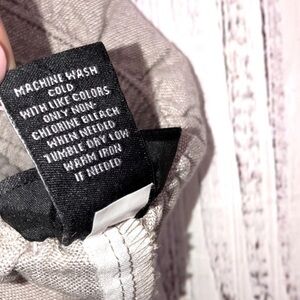 MACHINE WASH
COLD
WITH LIKE COLORS
ONLY NON-
CHLORINE BLEACH
WHEN NEEDED
TUMBLE DRY LOW
WARM IRON
IF NEEDED